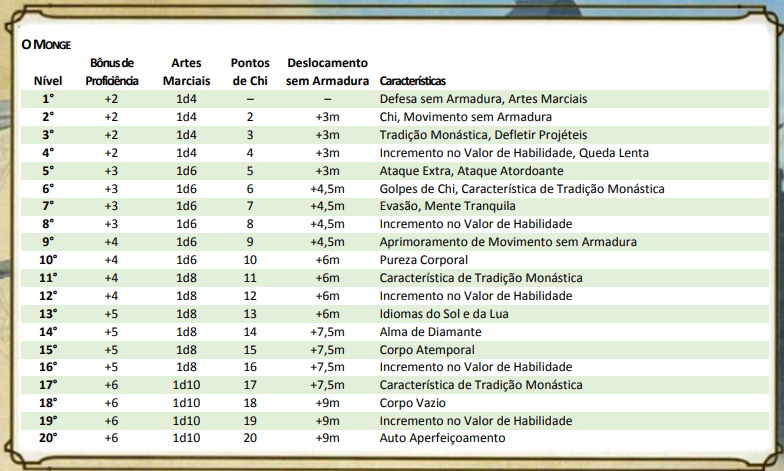 O MONGE
Bônus de Artes Pontos Deslocamento
Nível Proficiência Marciais de Chi sem Armadura Características
1° +2 1d4 – – Defesa sem Armadura, Artes Marciais
2° +2 1d4 2 +3m Chi, Movimento sem Armadura
3° +2 1d4 3 +3m Tradição Monástica, Defletir Projéteis
4° +2 1d4 4 +3m Incremento no Valor de Habilidade, Queda Lenta
5° +3 1d6 5 +3m Ataque Extra, Ataque Atordoante
6° +3 1d6 6 +4,5m Golpes de Chi, Característica de Tradição Monástica
7° +3 1d6 7 +4,5m Evasão, Mente Tranquila
8° +3 1d6 8 +4,5m Incremento no Valor de Habilidade
9° +4 1d6 9 +4,5m Aprimoramento de Movimento sem Armadura
10° +4 1d6 10 +6m Pureza Corporal
11° +4 1d8 11 +6m Característica de Tradição Monástica
12° +4 1d8 12 +6m Incremento no Valor de Habilidade
13° +5 1d8 13 +6m Idiomas do Sol e da Lua
14° +5 1d8 14 +7,5m Alma de Diamante
15° +5 1d8 15 +7,5m Corpo Atemporal
16° +5 1d8 16 +7,5m Incremento no Valor de Habilidade
17° +6 1d10 17 +7,5m Característica de Tradição Monástica
18° +6 1d10 18 +9m Corpo Vazio
19° +6 1d10 19 +9m Incremento no Valor de Habilidade
20° +6 1d10 20 +9m Auto Aperfeiçoamento